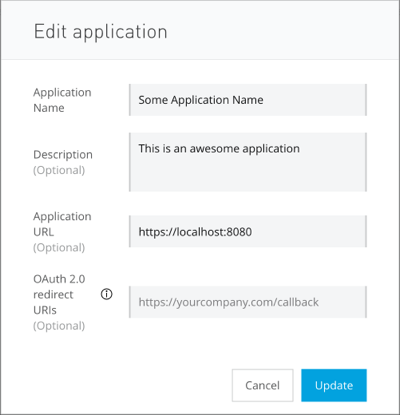 Edit application
Application
Name
Some Application Name
Description
(Optional)
This is an awesome application
Application
URL
(Optional)
https://localhost:8080
OAuth 2.0
redirect
URIs
(Optional)
https://yourcompany.com/callback
Cancel
Update